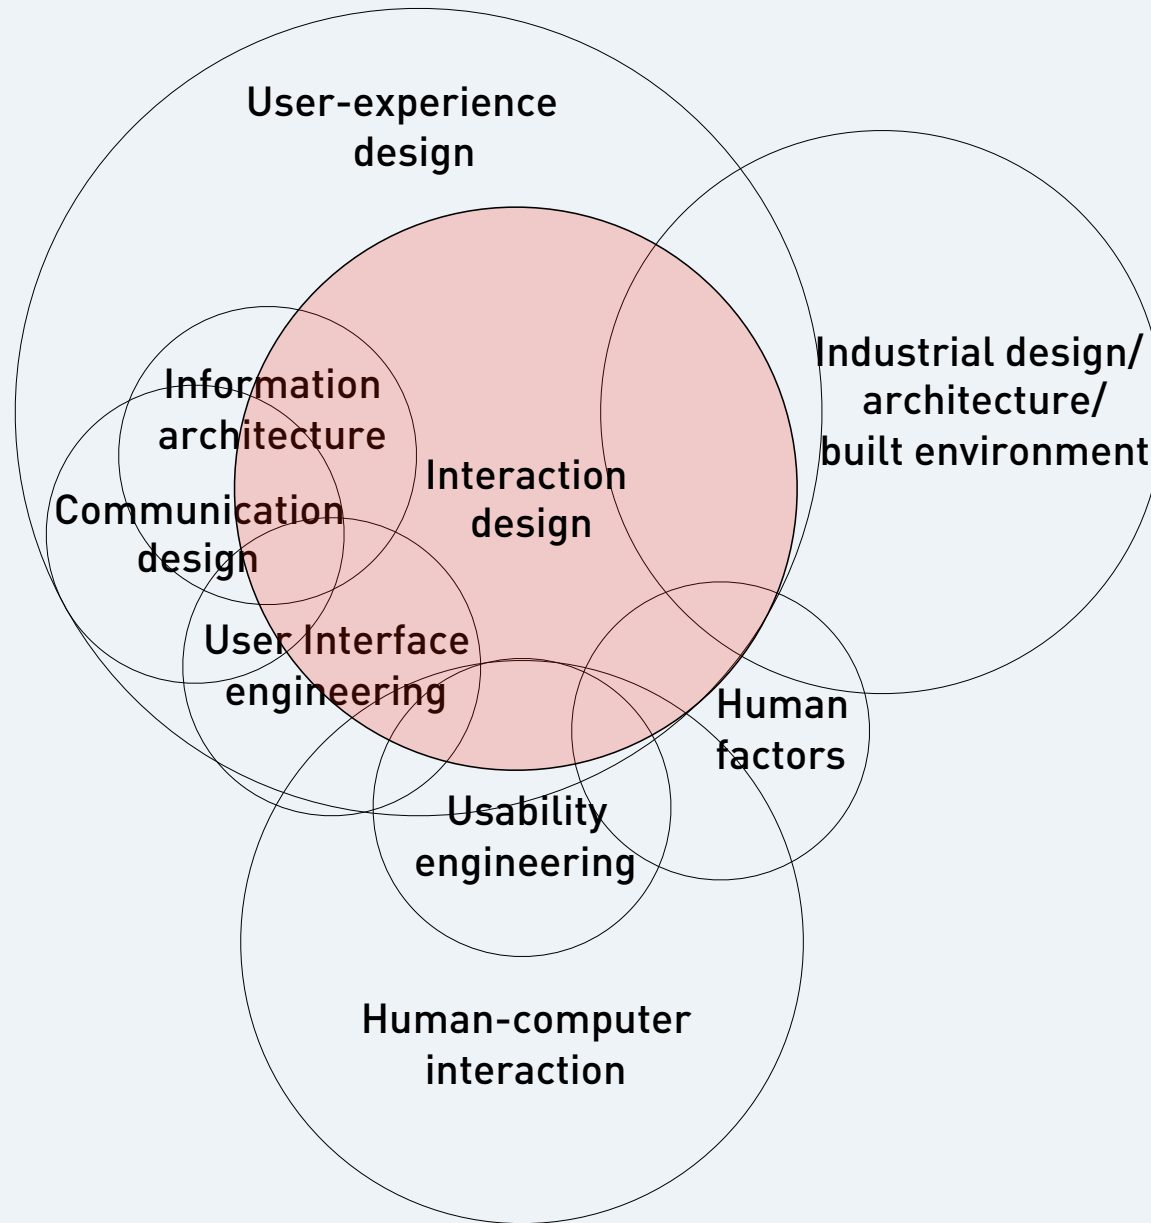 User-experience
design
Industrial design/
architecture/
built environment
Information
architecture
Interaction
design
Communication
design
User Interface
engineering
Human
factors
Usability
engineering
Human-computer
interaction